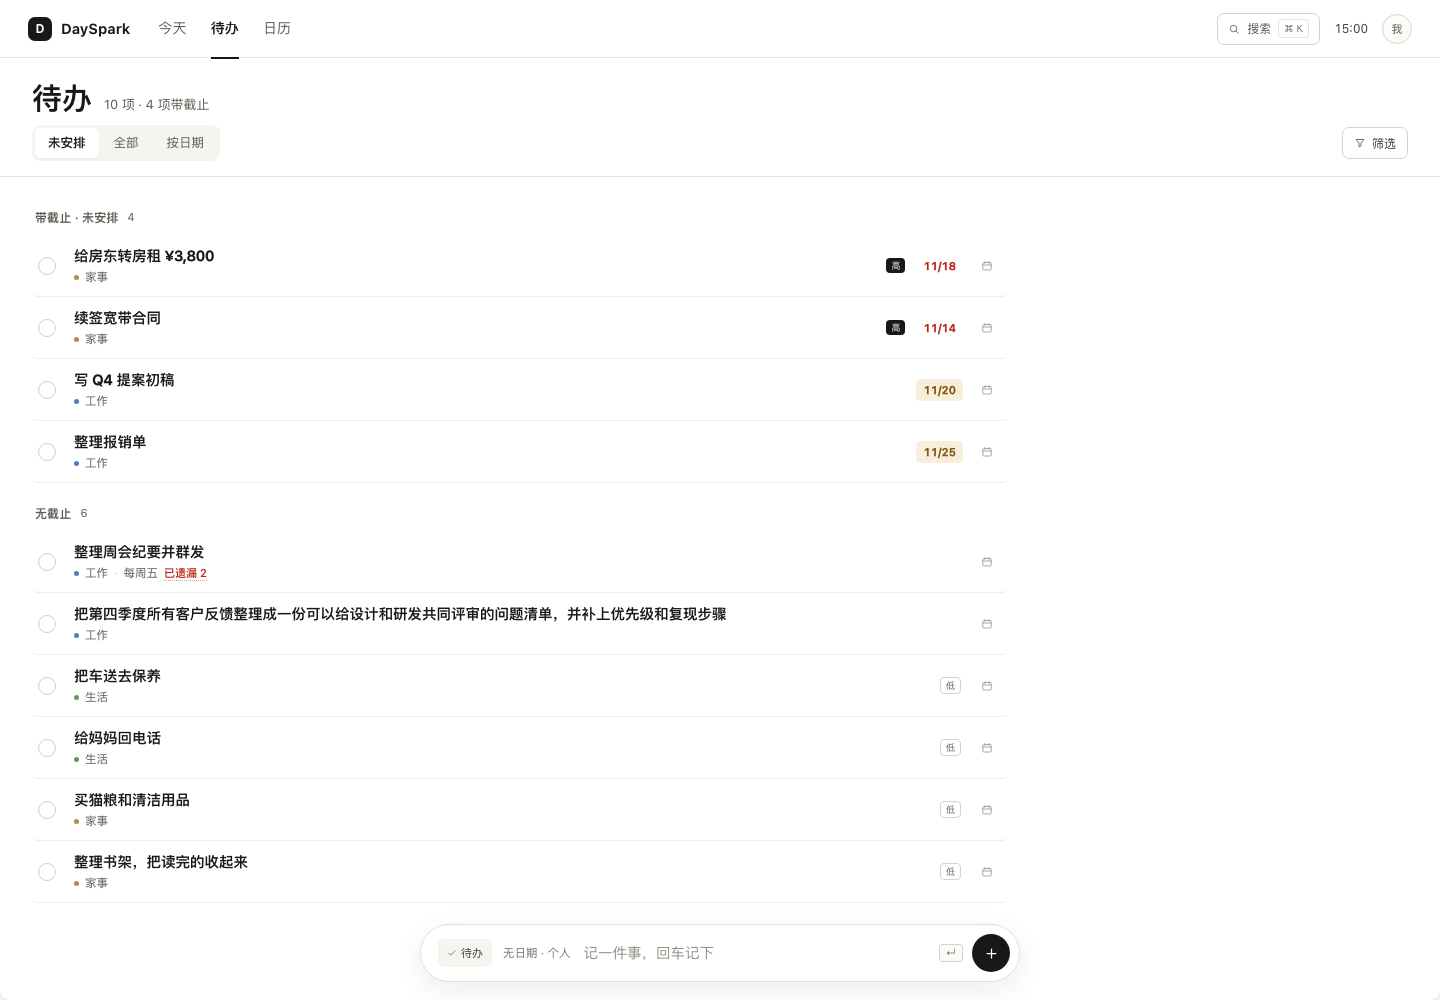 D DaySpark 今天 待办 日历 搜索 ⌘ K 15:00 我
待办 10 项 · 4 项带截止
未安排 全部 按日期 筛选
带截止 · 未安排 4
给房东转房租 ¥3,800
家事
高 11/18
续签宽带合同
家事
高 11/14
写 Q4 提案初稿
工作
11/20
整理报销单
工作
11/25
无截止 6
整理周会纪要并群发
工作 · 每周五 已遗漏 2
把第四季度所有客户反馈整理成一份可以给设计和研发共同评审的问题清单，并补上优先级和复现步骤
工作
把车送去保养
生活
低
给妈妈回电话
生活
低
买猫粮和清洁用品
家事
低
整理书架，把读完的收起来
家事
低
待办 无日期 · 个人 记一件事，回车记下